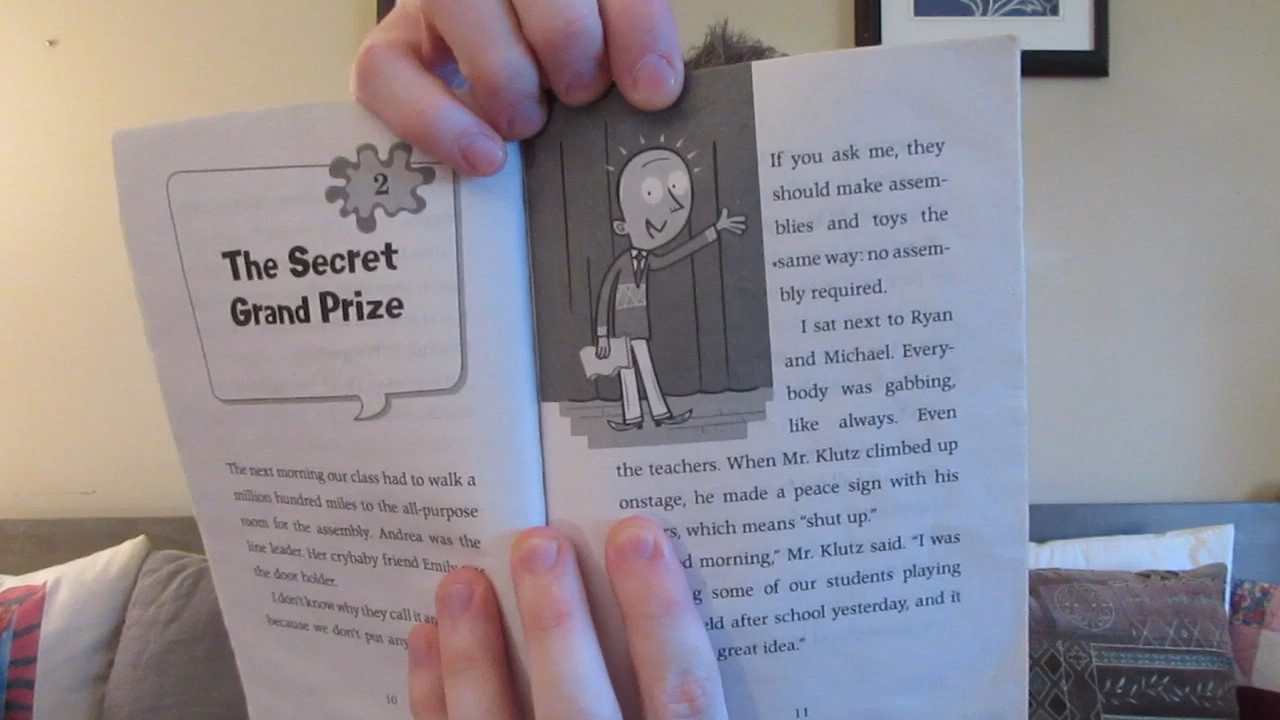 2
The Secret
Grand Prize
The next morning our class had to walk a
million hundred miles to the all-purpose
room for the assembly. Andrea was the
line leader. Her crybaby friend Emily
the door holder.
I don't know why they call it
because we don't put
10
If you ask me, they
should make assem-
blies and toys the
same way: no assem-
bly required.
I sat next to Ryan
and Michael. Every-
body was gabbing,
like always. Even
the teachers. When Mr. Klutz climbed up
onstage, he made a peace sign with his
which means "shut up."
morning," Mr. Klutz said. "I was
some of our students playing
after school yesterday, and it
great idea."
11